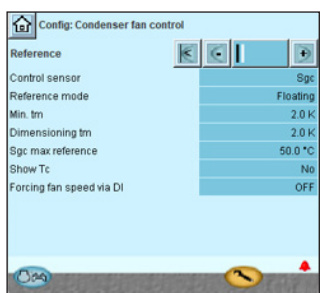 Config: Condenser fan control
Reference
Control sensor Sgc
Reference mode Floating
Min. tm 2.0 K
Dimensioning tm 2.0 K
Sgc max reference 50.0 °C
Show Tc No
Forcing fan speed via DI OFF